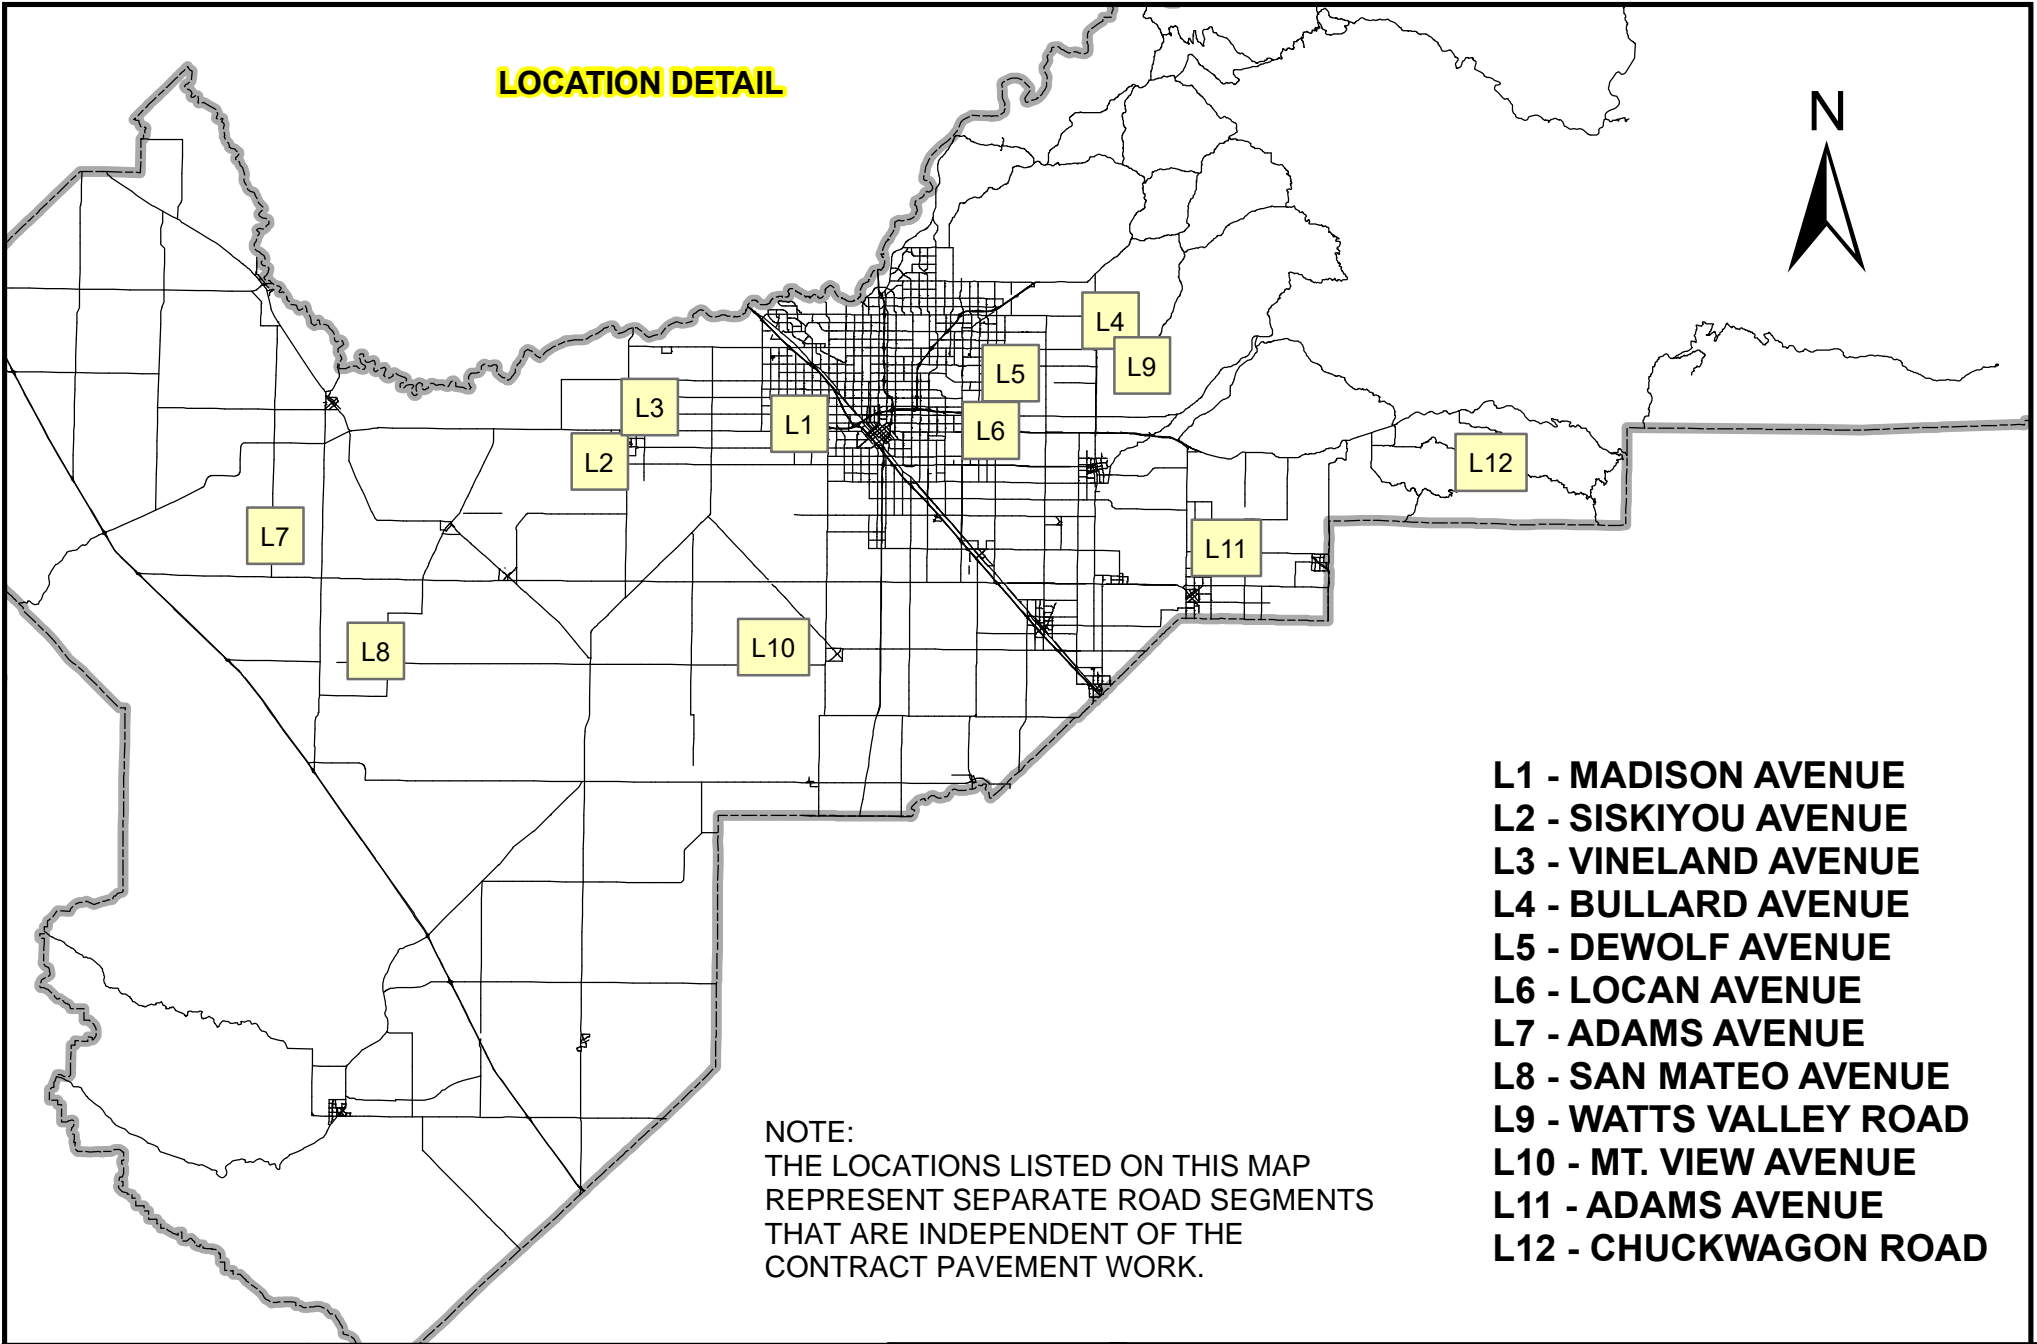 LOCATION DETAIL
N
L4
L9
L5
L3
L1
L6
L2
L12
L7
L11
L10
L8
L1 - MADISON AVENUE
L2 - SISKIYOU AVENUE
L3 - VINELAND AVENUE
L4 - BULLARD AVENUE
L5 - DEWOLF AVENUE
L6 - LOCAN AVENUE
L7 - ADAMS AVENUE
L8 - SAN MATEO AVENUE
L9 - WATTS VALLEY ROAD
L10 - MT. VIEW AVENUE
L11 - ADAMS AVENUE
L12 - CHUCKWAGON ROAD
NOTE:
THE LOCATIONS LISTED ON THIS MAP
REPRESENT SEPARATE ROAD SEGMENTS
THAT ARE INDEPENDENT OF THE
CONTRACT PAVEMENT WORK.